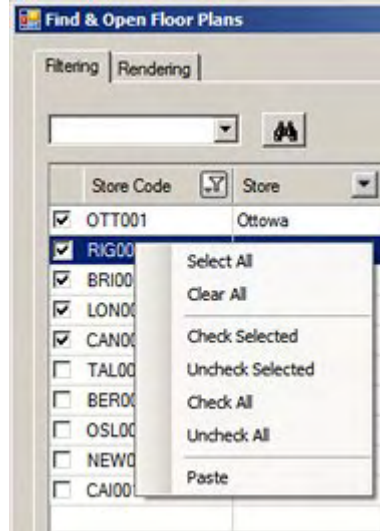 Find & Open Floor Plans
Filtering Rendering
Store Code Store
OTT001 Ottowa
RIG00
BRI00
LON00
CAN00
TAL00
BER00
OSL00
NEW0
CAI001
Select All
Clear All
Check Selected
Uncheck Selected
Check All
Uncheck All
Paste